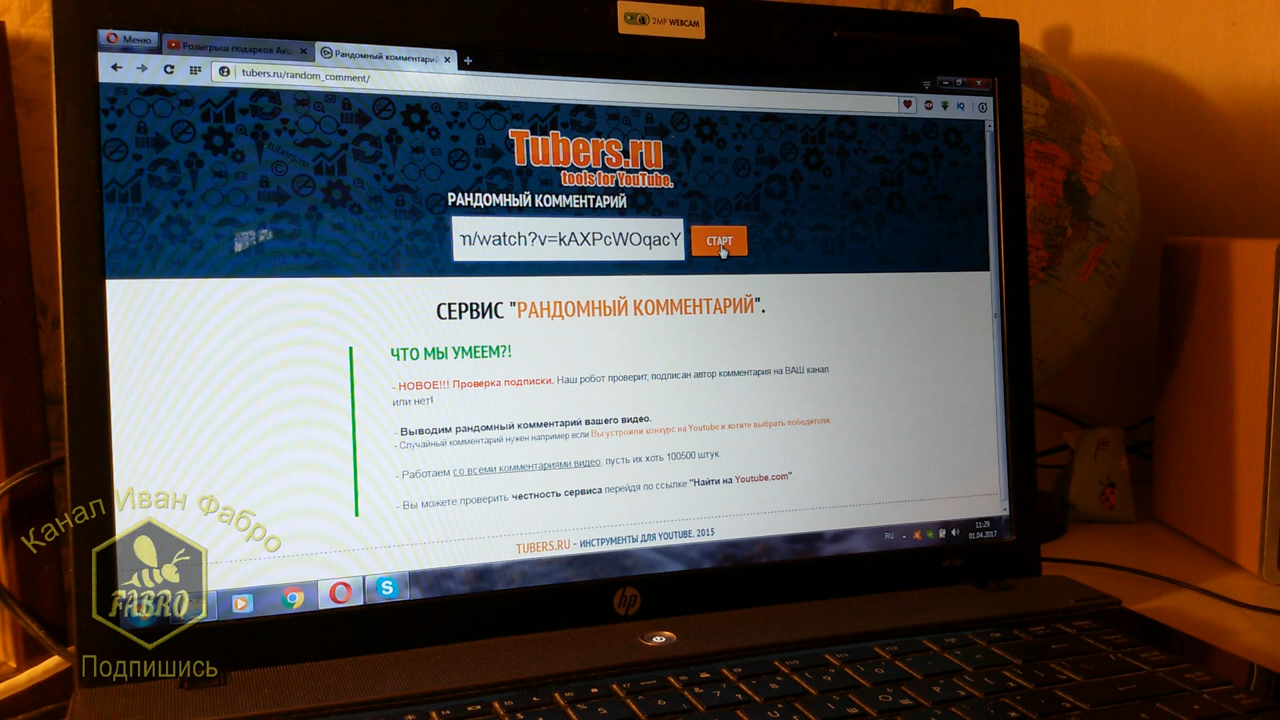 2MP WEBCAM
Меню
Розыгрыш подарков Ак
Рандомный комментари
tubers.ru/random_comment/
Tubers.ru
tools for YouTube.
РАНДОМНЫЙ КОММЕНТАРИЙ
m/watch?v=kAXPcWOqacY
СТАРТ
СЕРВИС "РАНДОМНЫЙ КОММЕНТАРИЙ".
ЧТО МЫ УМЕЕМ?!
- НОВОЕ!!! Проверка подписки. Наш робот проверит, подписан автор комментария на ВАШ канал
или нет!
- Выводим рандомный комментарий вашего видео.
- Случайный комментарий нужен например если Вы устроили конкурс на Youtube и хотите выбрать победителя.
- Работаем со всеми комментариями видео, пусть их хоть 100500 штук.
- Вы можете проверить честность сервиса перейдя по ссылке "Найти на Youtube.com"
TUBERS.RU - ИНСТРУМЕНТЫ ДЛЯ YOUTUBE. 2015
RU
11:29
01.04.2017
hp
Канал Иван Фабро
FABRO
Подпишись